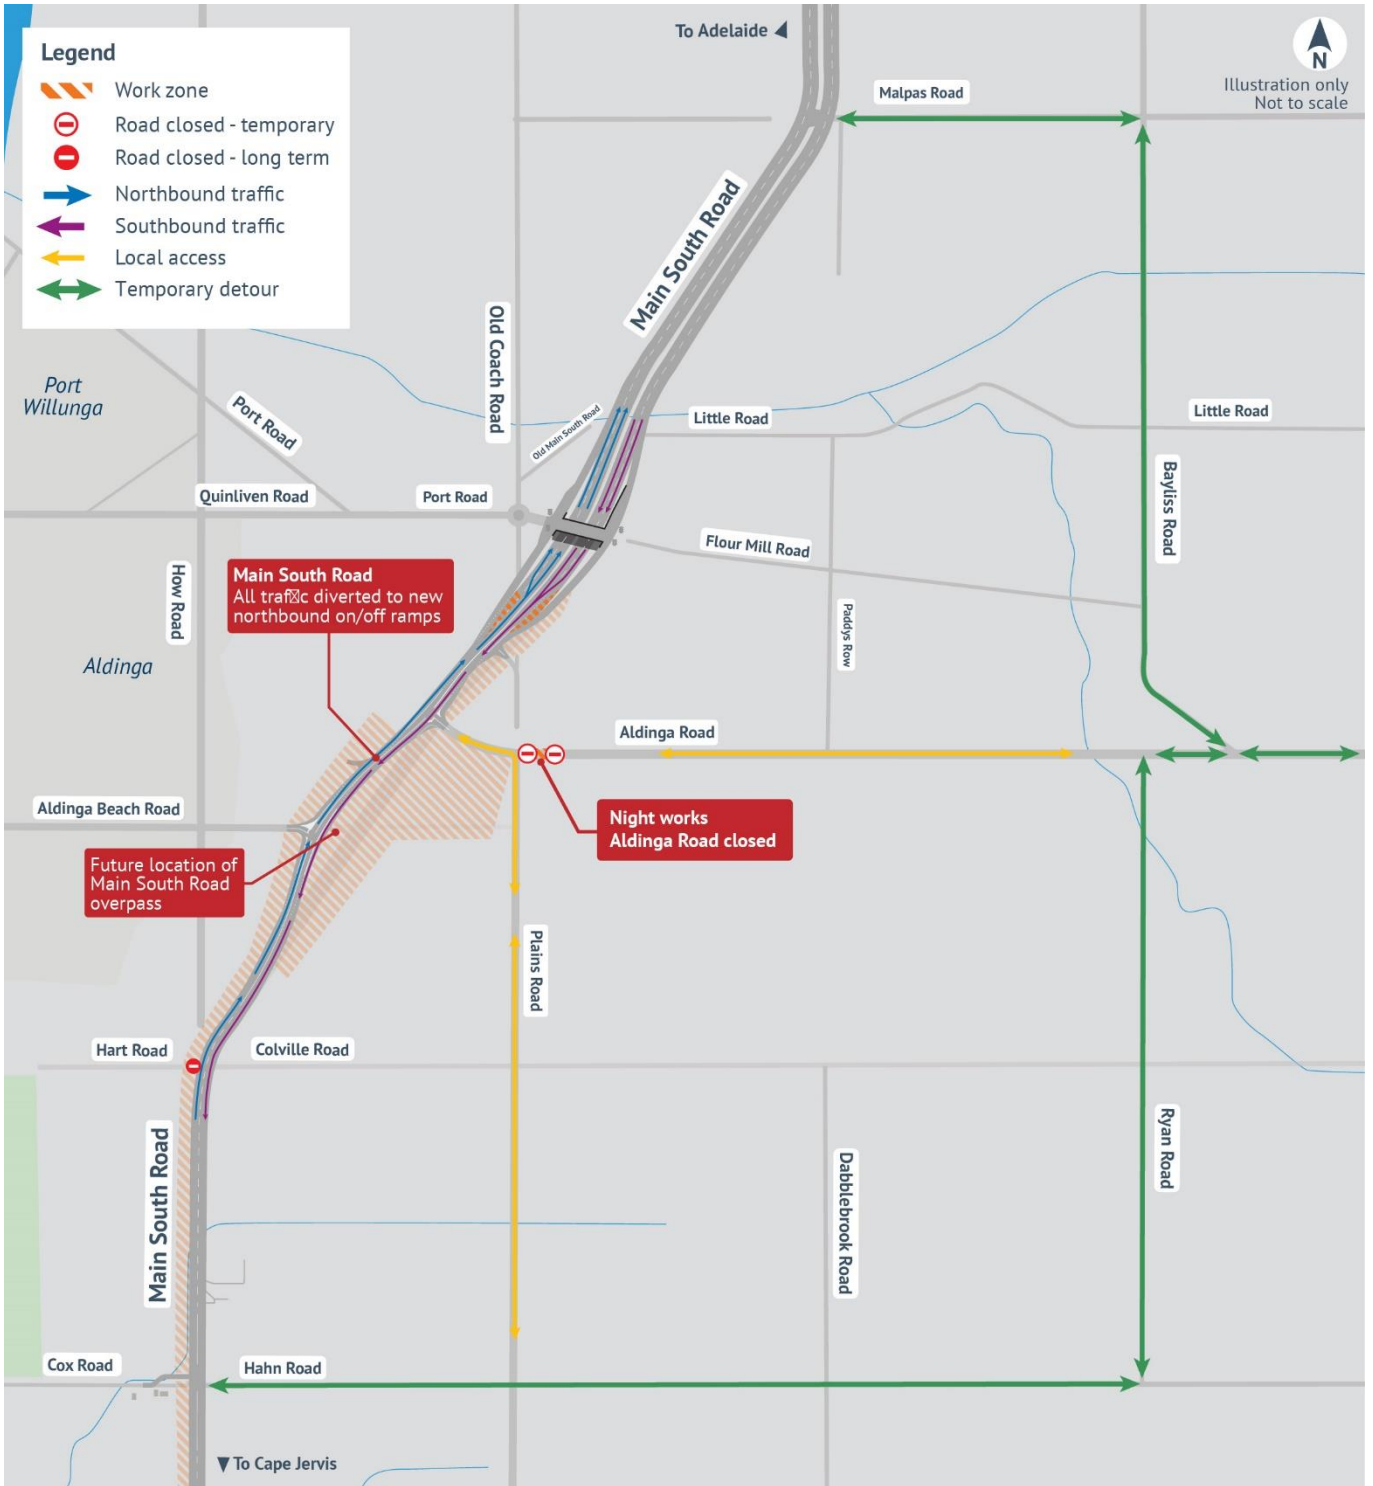 Legend
Work zone
Road closed - temporary
Road closed - long term
Northbound traffic
Southbound traffic
Local access
Temporary detour
To Adelaide
N
Illustration only
Not to scale
Malpas Road
Main South Road
Port
Willunga
Port Road
Old Coach Road
Old Main South Road
Little Road
Little Road
Quinliven Road
Port Road
Flour Mill Road
Bayliss Road
How Road
Main South Road
All traf☒c diverted to new
northbound on/off ramps
Paddys Row
Aldinga
Aldinga Road
Aldinga Beach Road
Night works
Aldinga Road closed
Future location of
Main South Road
overpass
Plains Road
Hart Road
Colville Road
Main South Road
Dabblebrook Road
Ryan Road
Cox Road
Hahn Road
To Cape Jervis